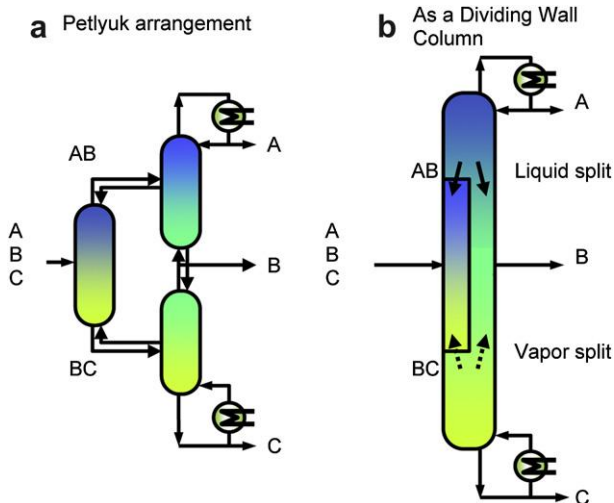 a Petlyuk arrangement
AB
A
A
B
C
B
BC
C
b As a Dividing Wall
Column
A
AB
Liquid split
A
B
C
B
Vapor split
BC
C